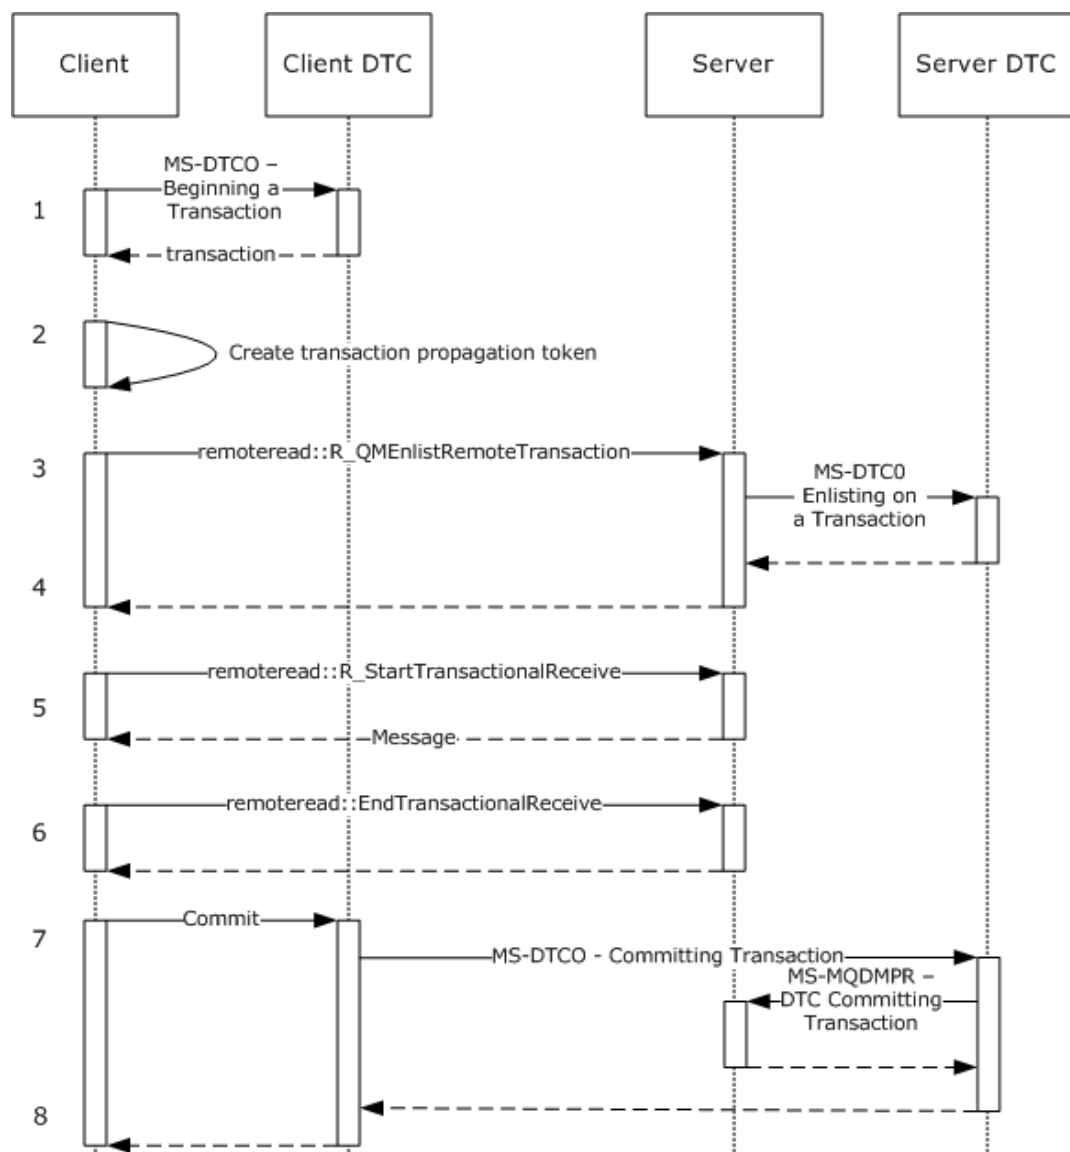 Client
Client DTC
Server
Server DTC
MS-DTCO –
Beginning a
Transaction
1
transaction
2
Create transaction propagation token
remoteread::R_QMEnlistRemoteTransaction
3
MS-DTC0
Enlisting on
a Transaction
4
remoteread::R_StartTransactionalReceive
5
Message
remoteread::EndTransactionalReceive
6
Commit
7
MS-DTCO - Committing Transaction
MS-MQDMPR –
DTC Committing
Transaction
8